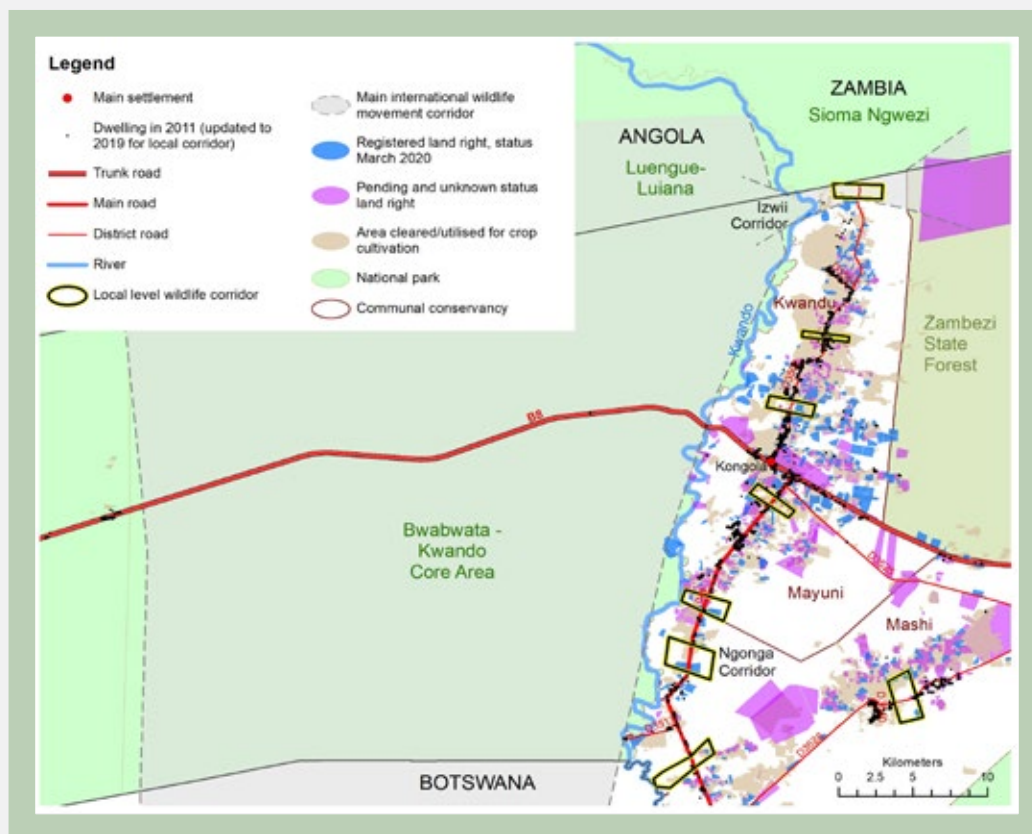 Legend
Main settlement
Dwelling in 2011 (updated to
2019 for local corridor)
Trunk road
Main road
District road
River
Local level wildlife corridor
Main international wildlife
movement corridor
Registered land right, status
March 2020
Pending and unknown status
land right
Area cleared/utilised for crop
cultivation
National park
Communal conservancy
ZAMBIA
Sioma Ngwezi
ANGOLA
Luengue-
Luiana
Izwii
Corridor
Kwandu
Kwando
Zambezi
State
Forest
B8
Kongola
Bwabwata -
Kwando
Core Area
Mayuni
Mashi
Ngonga
Corridor
BOTSWANA
Kilometers
0 2.5 5 10